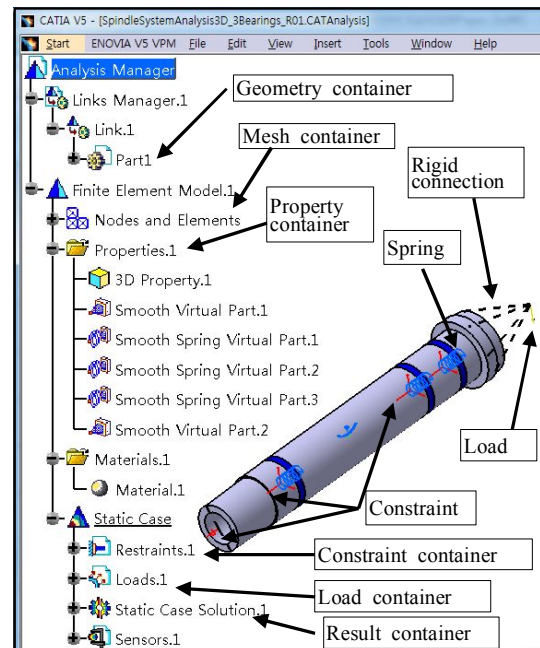 CATIA V5 - [SpindleSystemAnalysis3D_3Bearings_R01.CATAnalysis]
Start ENOVIA V5 VPM File Edit View Insert Tools Window Help
Analysis Manager
Geometry container
Links Manager.1
Link.1
Mesh container
Part1
Rigid
connection
Finite Element Model.1
Nodes and Elements
Property
container
Properties.1
Spring
3D Property.1
Smooth Virtual Part.1
Smooth Spring Virtual Part.1
Smooth Spring Virtual Part.2
Smooth Spring Virtual Part.3
Smooth Virtual Part.2
Load
Materials.1
Material.1
Constraint
Static Case
Restraints.1
Constraint container
Loads.1
Load container
Static Case Solution.1
Result container
Sensors.1